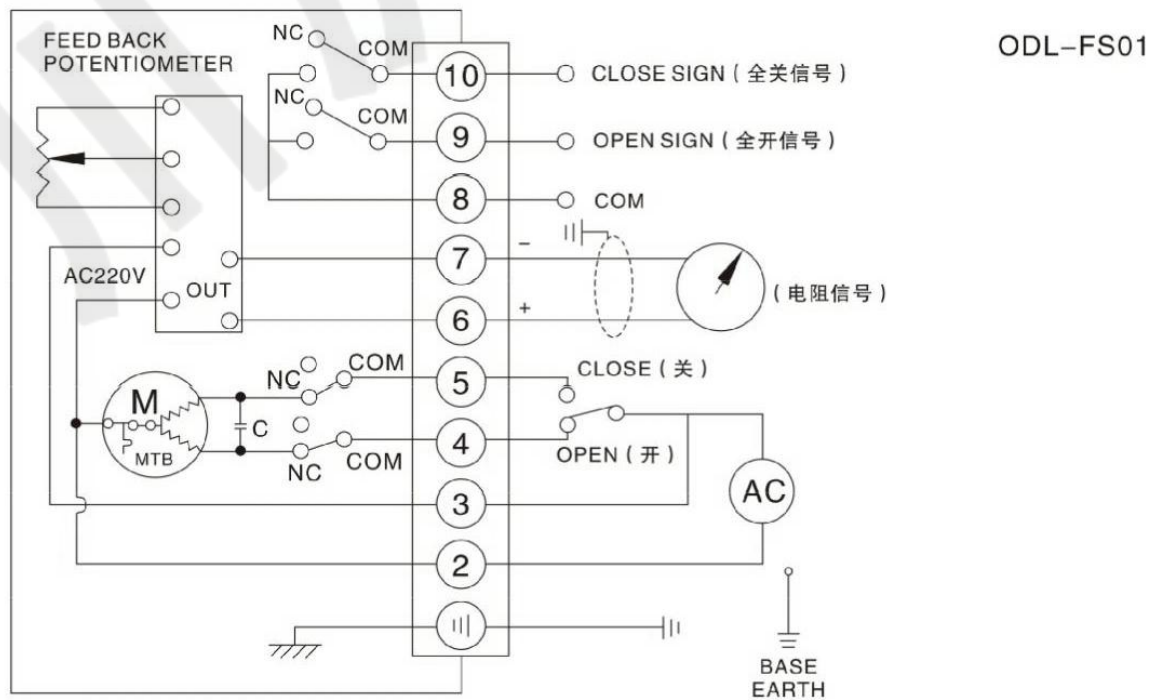 ODL-FS01
FEED BACK
POTENTIOMETER
NC
COM
10
CLOSE SIGN（全关信号）
NC
COM
9
OPEN SIGN（全开信号）
8
COM
7
−
AC220V
OUT
（电阻信号）
6
+
NC
COM
5
CLOSE（关）
M
C
MTB
NC
COM
4
OPEN（开）
3
AC
2
BASE
EARTH